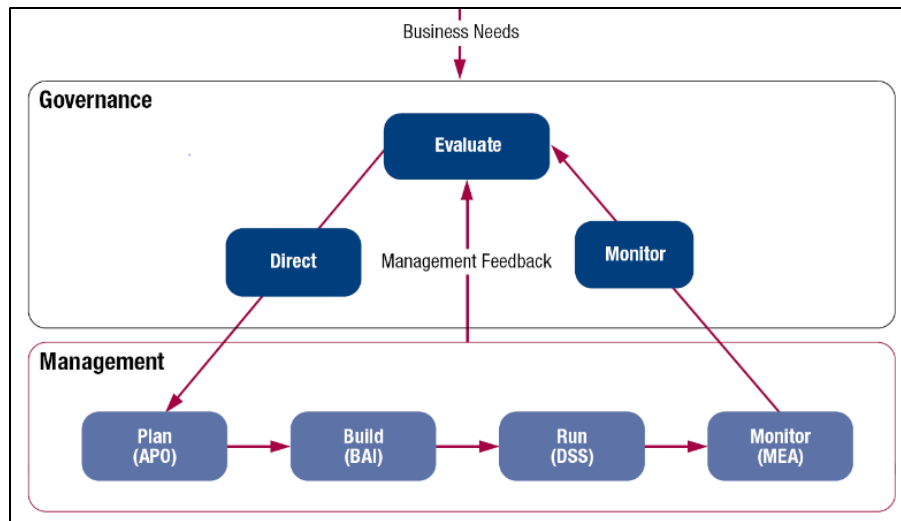 Business Needs
Governance
Evaluate
Direct
Management Feedback
Monitor
Management
Plan
(APO)
Build
(BAI)
Run
(DSS)
Monitor
(MEA)